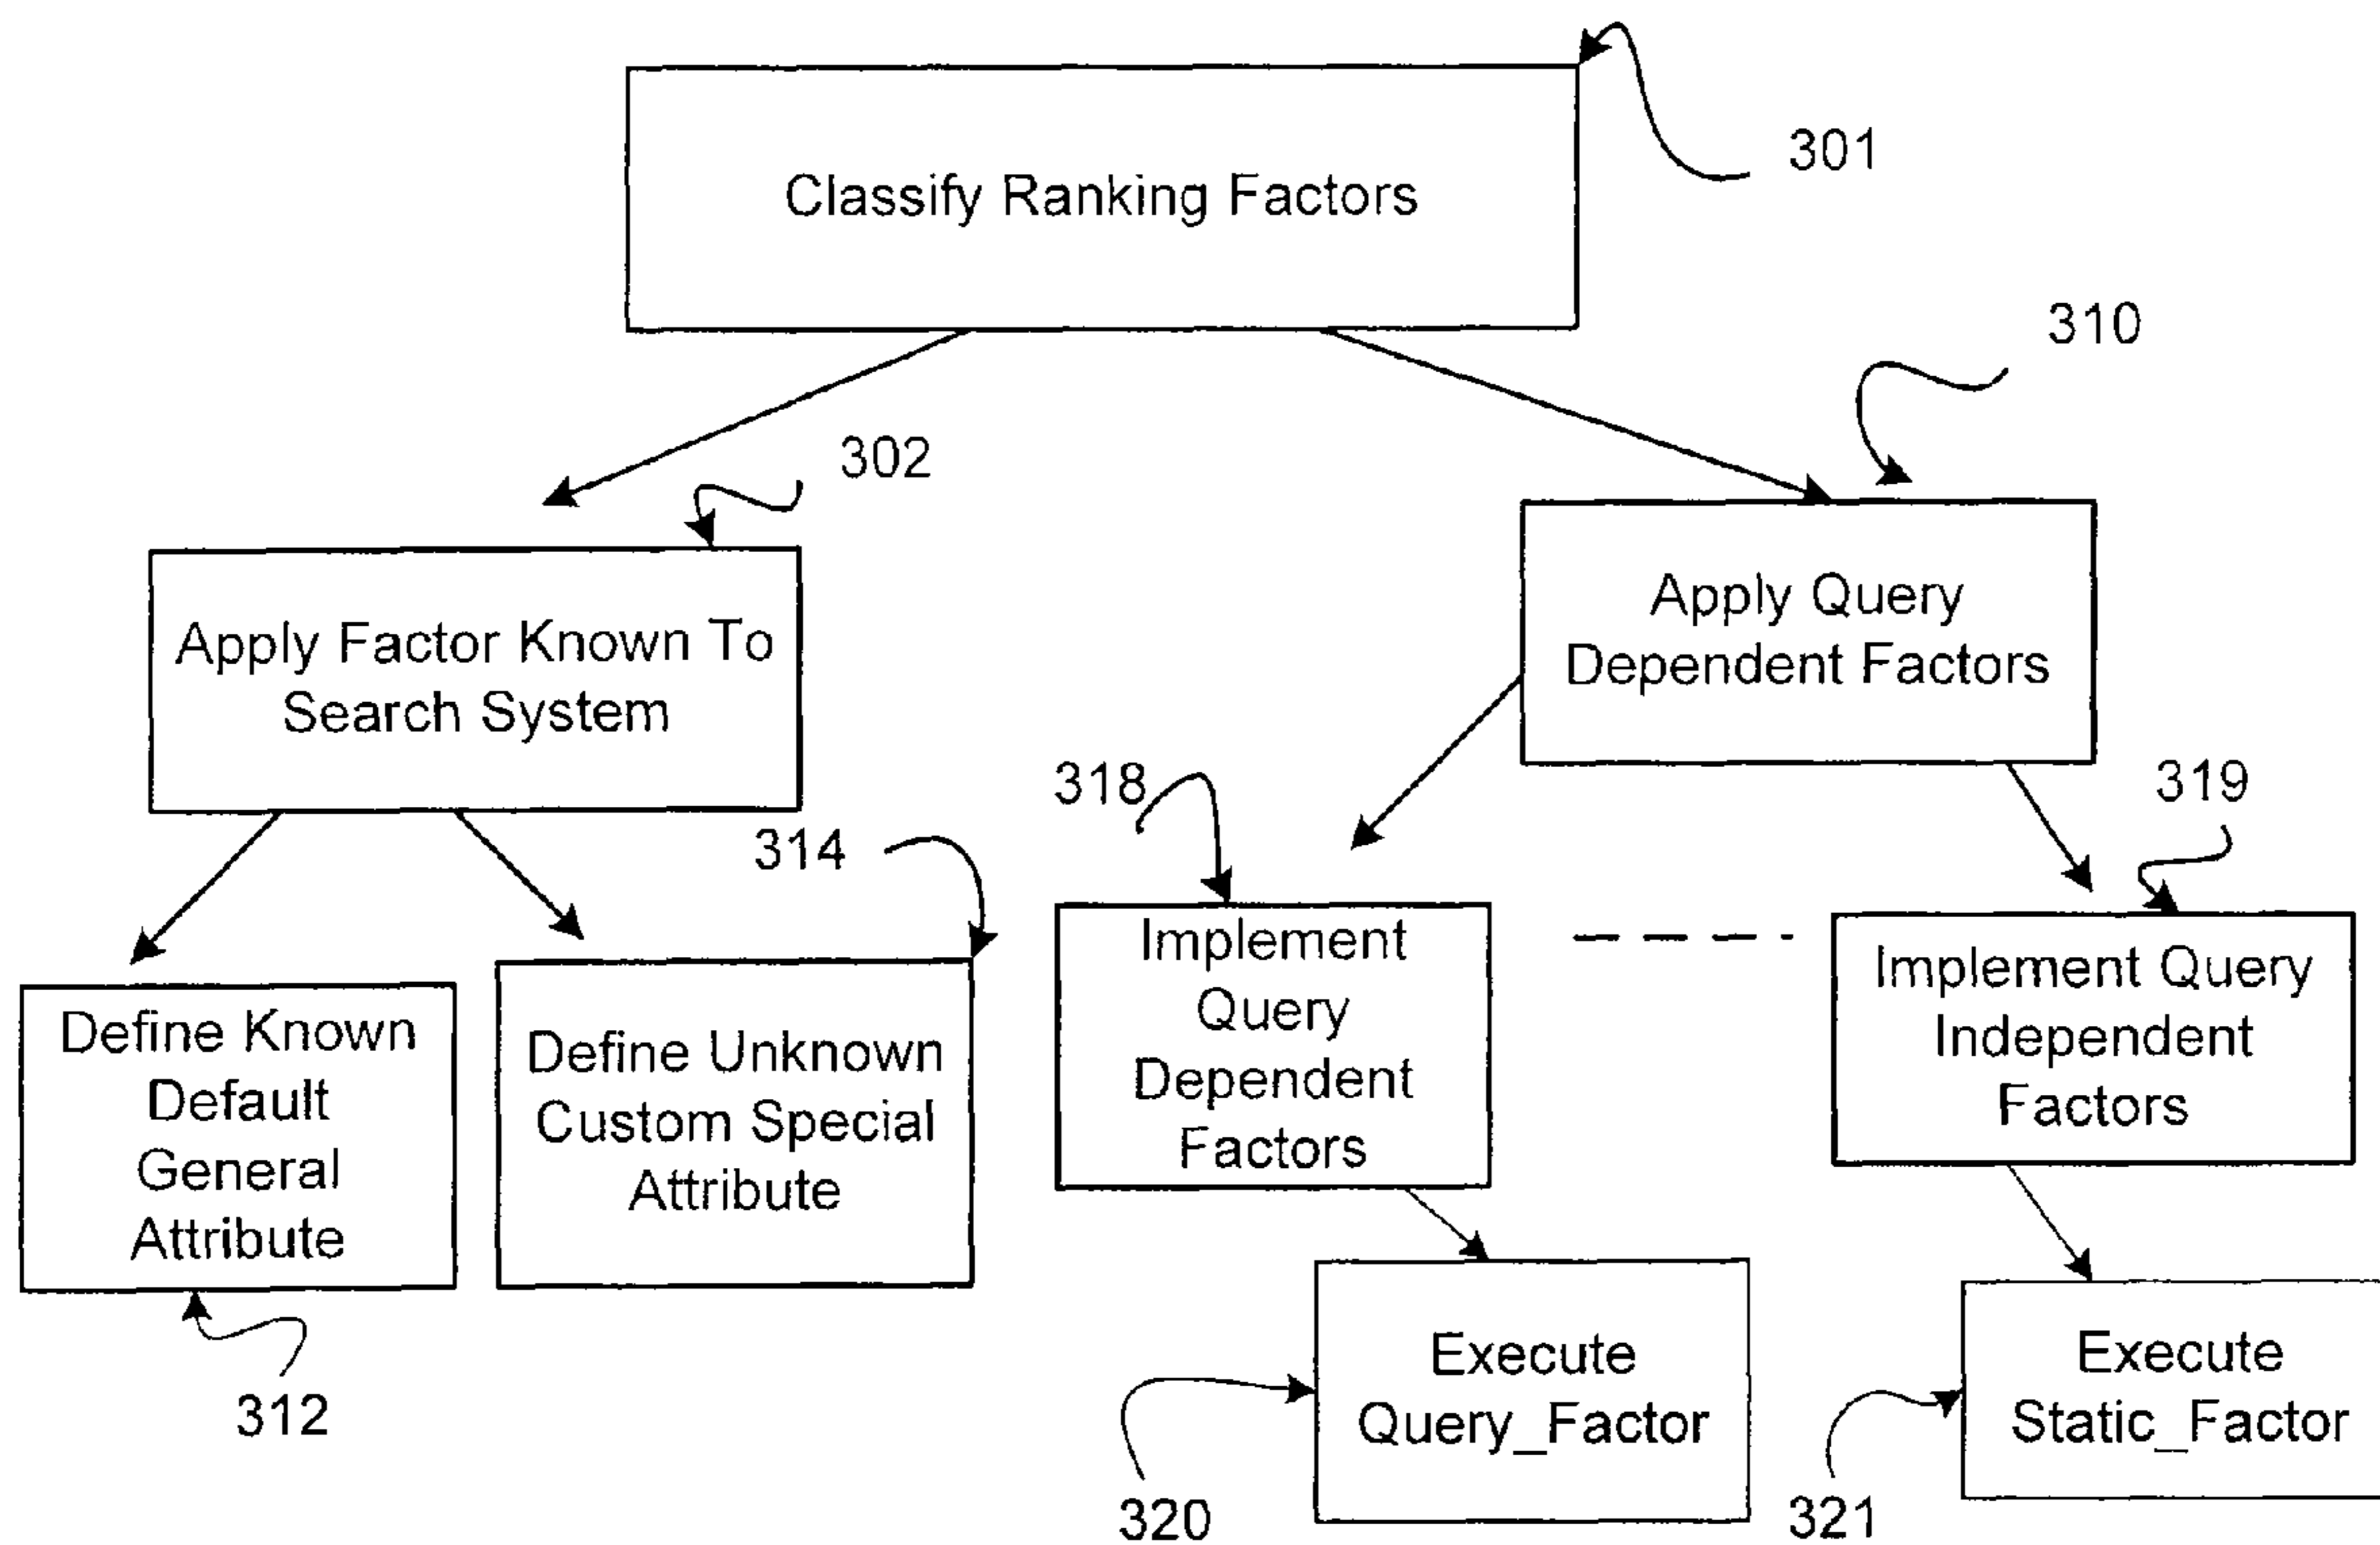 301
Classify Ranking Factors
310
302
Apply Factor Known To
Search System
Apply Query
Dependent Factors
318
319
314
Implement
Query
Dependent
Factors
Implement Query
Independent
Factors
Define Known
Default
General
Attribute
Define Unknown
Custom Special
Attribute
312
Execute
Query_Factor
Execute
Static_Factor
320
321